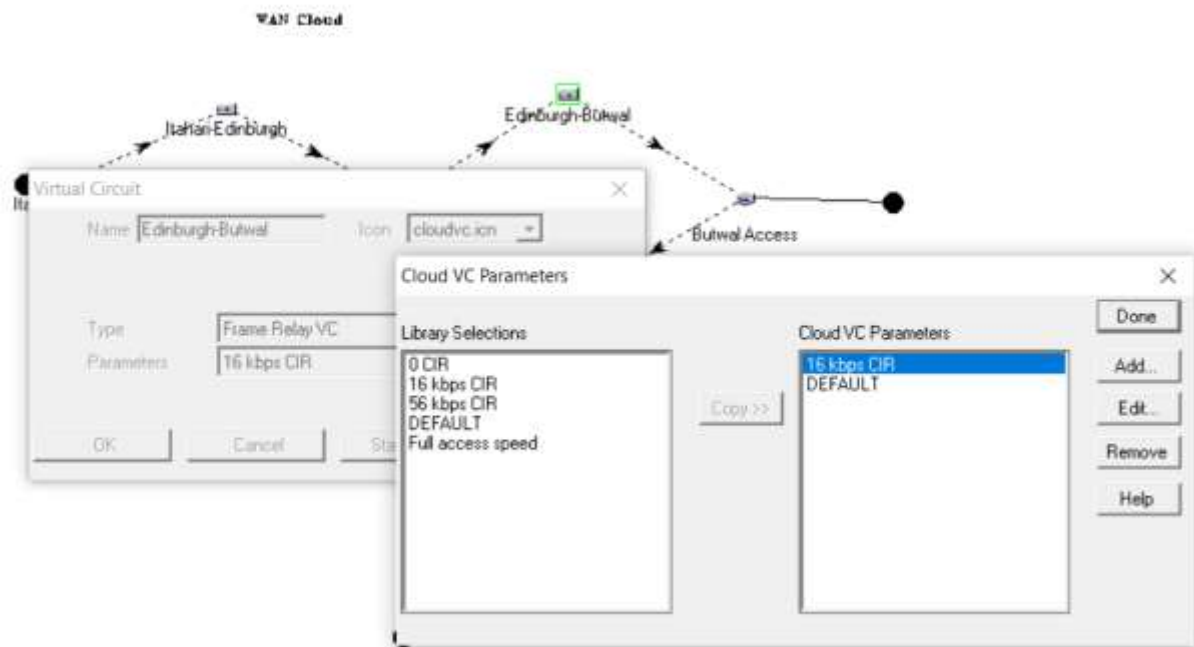 WAN Cloud
Itahari-Edinburgh
Edinburgh-Butwal
Butwal Access
Virtual Circuit
Name
Edinburgh-Butwal
Icon
cloudvc.icn
Type
Frame Relay VC
Parameters
16 kbps CIR
OK
Cancel
Cloud VC Parameters
Library Selections
0 CIR
16 kbps CIR
56 kbps CIR
DEFAULT
Full access speed
Copy >>
Cloud VC Parameters
16 kbps CIR
DEFAULT
Done
Add...
Edit...
Remove
Help